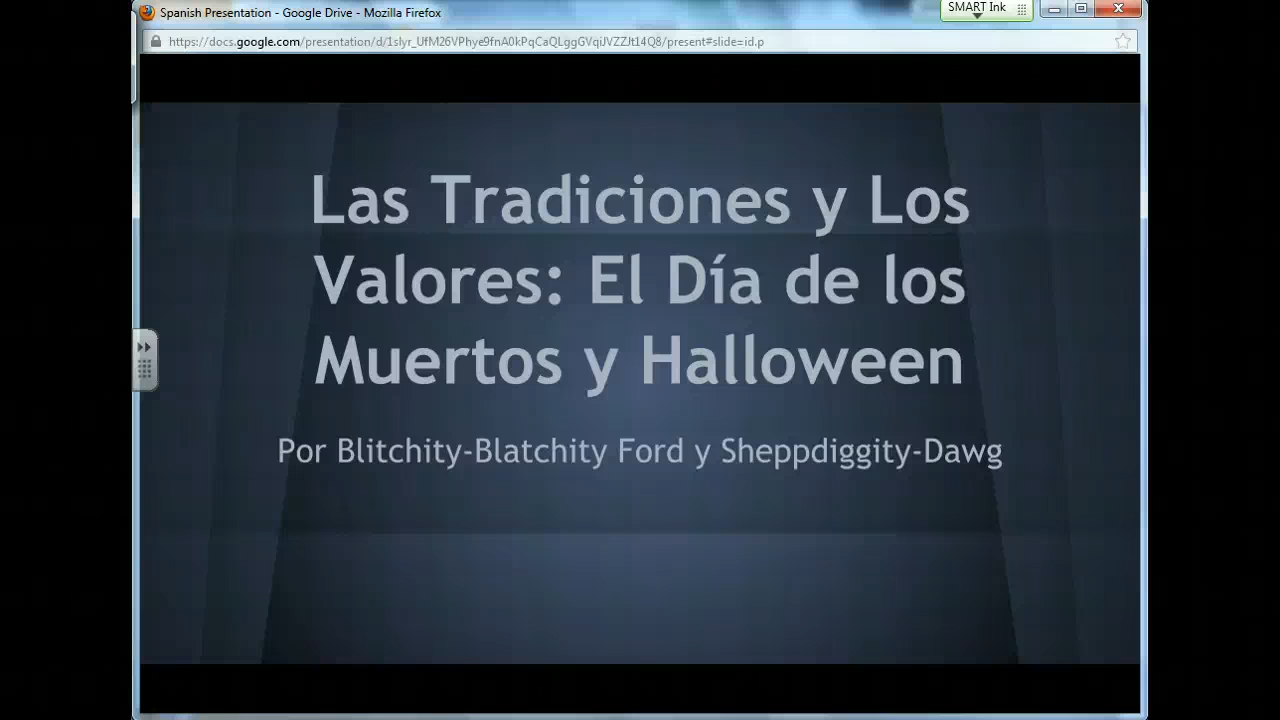 Spanish Presentation - Google Drive - Mozilla Firefox
SMART Ink
https://docs.google.com/presentation/d/1slyr_UfM26VPhye9fnA0kPqCaQLggGVqiJVZZJt14Q8/present#slide=id.p
Las Tradiciones y Los
Valores: El Día de los
Muertos y Halloween
Por Blitchity-Blatchity Ford y Sheppdiggity-Dawg